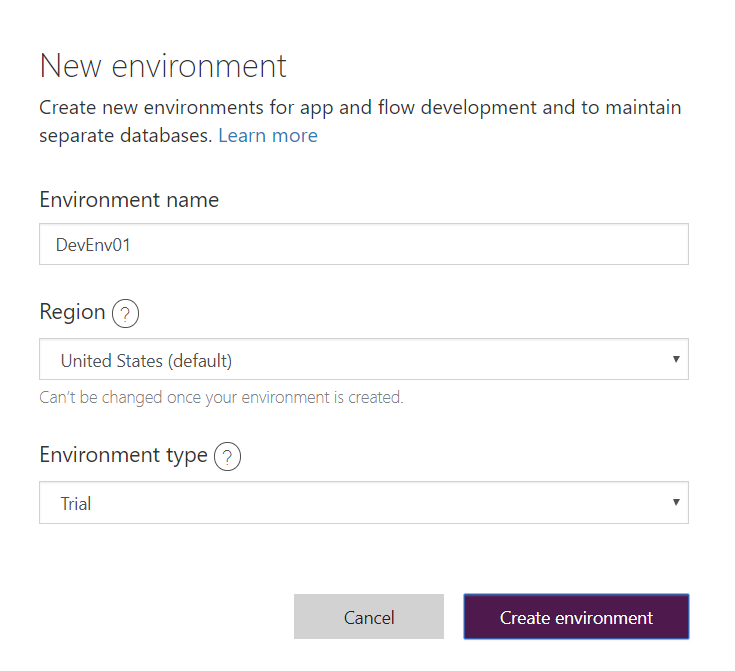 New environment
Create new environments for app and flow development and to maintain
separate databases. Learn more
Environment name
DevEnv01
Region ?
United States (default)
Can't be changed once your environment is created.
Environment type ?
Trial
Cancel Create environment